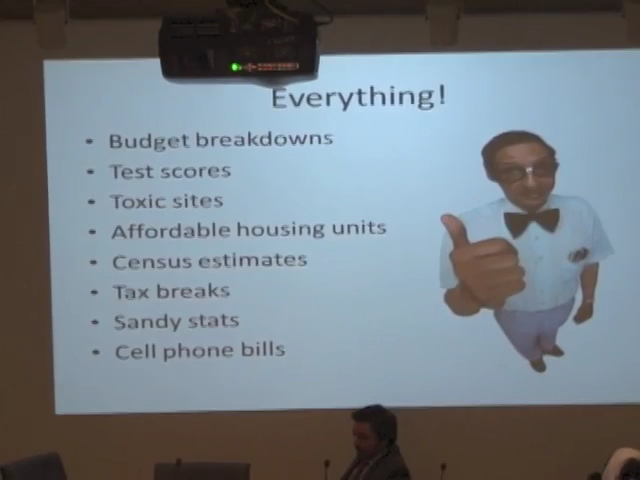 Everything!
• Budget breakdowns
• Test scores
• Toxic sites
• Affordable housing units
• Census estimates
• Tax breaks
• Sandy stats
• Cell phone bills